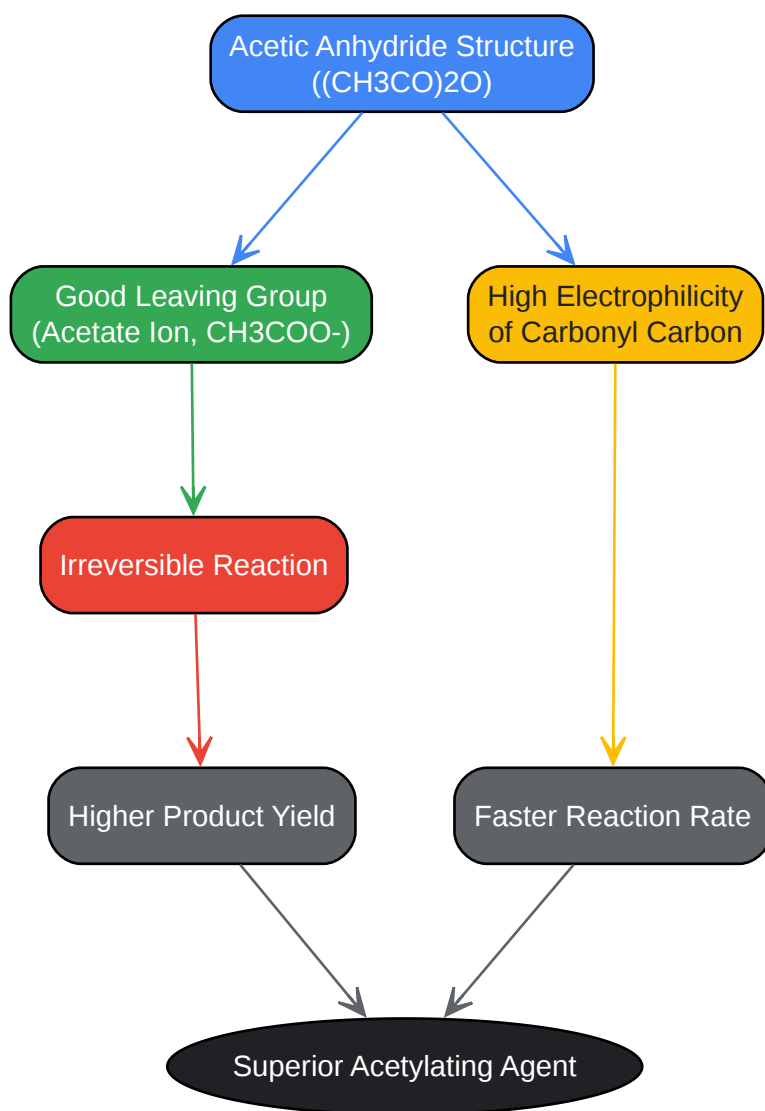 Acetic Anhydride Structure
((CH3CO)2O)
Good Leaving Group
(Acetate Ion, CH3COO-)
High Electrophilicity
of Carbonyl Carbon
Irreversible Reaction
Higher Product Yield
Faster Reaction Rate
Superior Acetylating Agent